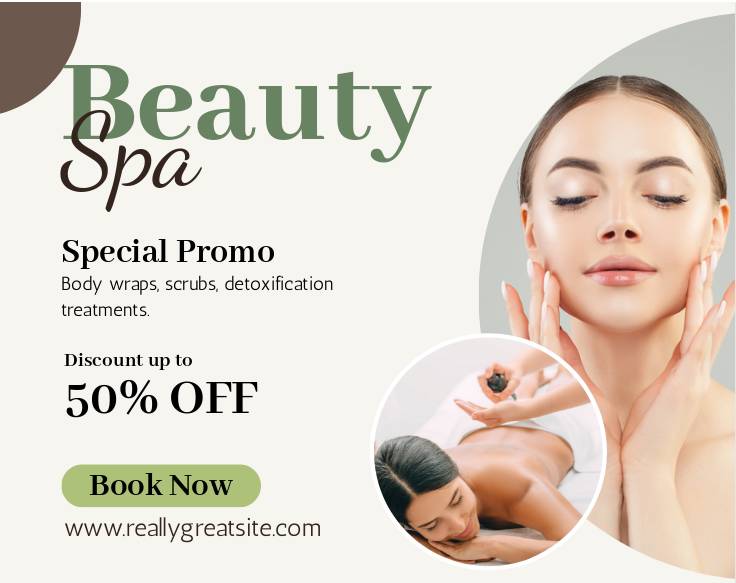 Beauty
Spa
Special Promo
Body wraps, scrubs, detoxification
treatments.
Discount up to
50% OFF
Book Now
www.reallygreatsite.com